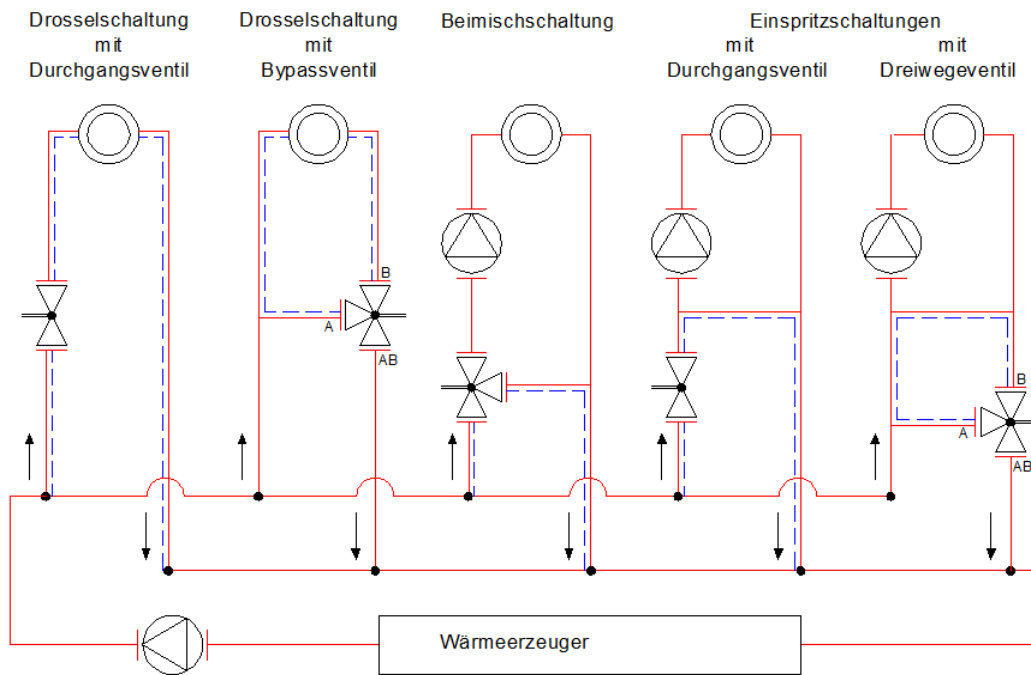 Drosselschaltung
mit
Durchgangsventil
Drosselschaltung
mit
Bypassventil
Beimischschaltung
Einspritzschaltungen
mit
Durchgangsventil
mit
Dreiwegeventil
B
A
AB
B
A
AB
Wärmeerzeuger